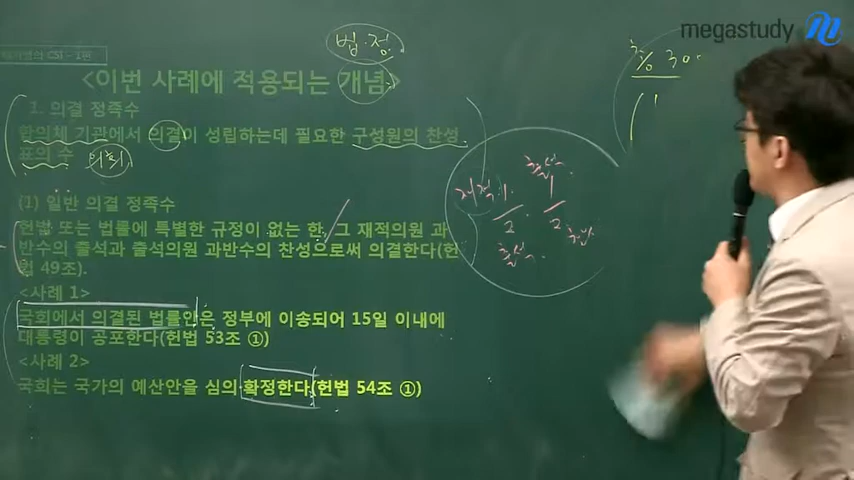 megastudy
법.정
<이번 사례에 적용되는 개념>
1. 의결 정족수
합의체 기관에서 의결이 성립하는데 필요한 구성원의 찬성
표의 수
의회
(1) 일반 의결 정족수
헌법 또는 법률에 특별한 규정이 없는 한, 그 재적의원 과
반수의 출석과 출석의원 과반수의 찬성으로써 의결한다(헌
법 49조).
<사례 1>
국회에서 의결된 법률안은 정부에 이송되어 15일 이내에
대통령이 공포한다(헌법 53조 ①)
<사례 2>
국회는 국가의 예산안을 심의 확정한다(헌법 54조 ①)
300